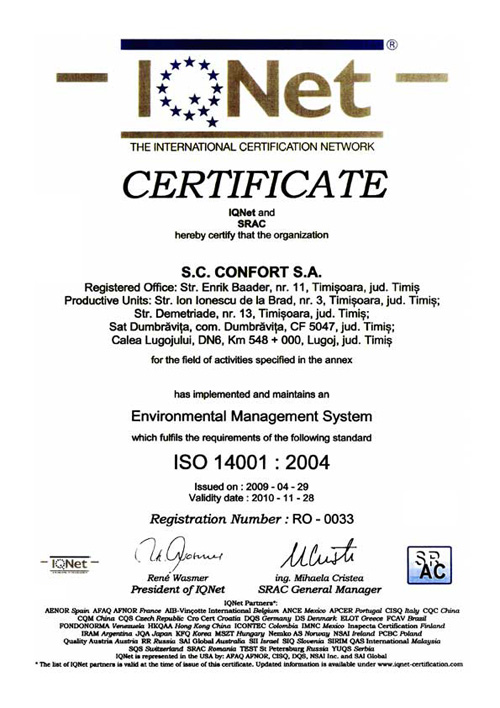 ®
IQNet
THE INTERNATIONAL CERTIFICATION NETWORK
CERTIFICATE
IQNet and
SRAC
hereby certify that the organization
S.C. CONFORT S.A.
Registered Office: Str. Enrik Baader, nr. 11, Timişoara, jud. Timiş
Productive Units: Str. Ion Ionescu de la Brad, nr. 3, Timişoara, jud. Timiş;
Str. Demetriade, nr. 13, Timişoara, jud. Timiş;
Sat Dumbrăviţa, com. Dumbrăviţa, CF 5047, jud. Timiş;
Calea Lugojului, DN6, Km 548 + 000, Lugoj, jud. Timiş
for the field of activities specified in the annex
has implemented and maintains an
Environmental Management System
which fulfils the requirements of the following standard
ISO 14001 : 2004
Issued on : 2009 - 04 - 29
Validity date : 2010 - 11 - 28
Registration Number : RO - 0033
IQNet
SRAC
René Wasmer
President of IQNet
ing. Mihaela Cristea
SRAC General Manager
IQNet Partners*:
AENOR Spain AFAQ AFNOR France AIB-Vinçotte International Belgium ANCE Mexico APCER Portugal CISQ Italy CQC China
CQM China CQS Czech Republic Cro Cert Croatia DQS Germany DS Denmark ELOT Greece FCAV Brazil
FONDONORMA Venezuela HKQAA Hong Kong China ICONTEC Colombia IMNC Mexico Inspecta Certification Finland
IRAM Argentina JQA Japan KFQ Korea MSZT Hungary Nemko AS Norway NSAI Ireland PCBC Poland
Quality Austria Austria RR Russia SAI Global Australia SII Israel SIQ Slovenia SIRIM QAS International Malaysia
SQS Switzerland SRAC Romania TEST St Petersburg Russia YUQS Serbia
IQNet is represented in the USA by: AFAQ AFNOR, CISQ, DQS, NSAI Inc. and SAI Global
* The list of IQNet partners is valid at the time of issue of this certificate. Updated information is available under www.iqnet-certification.com